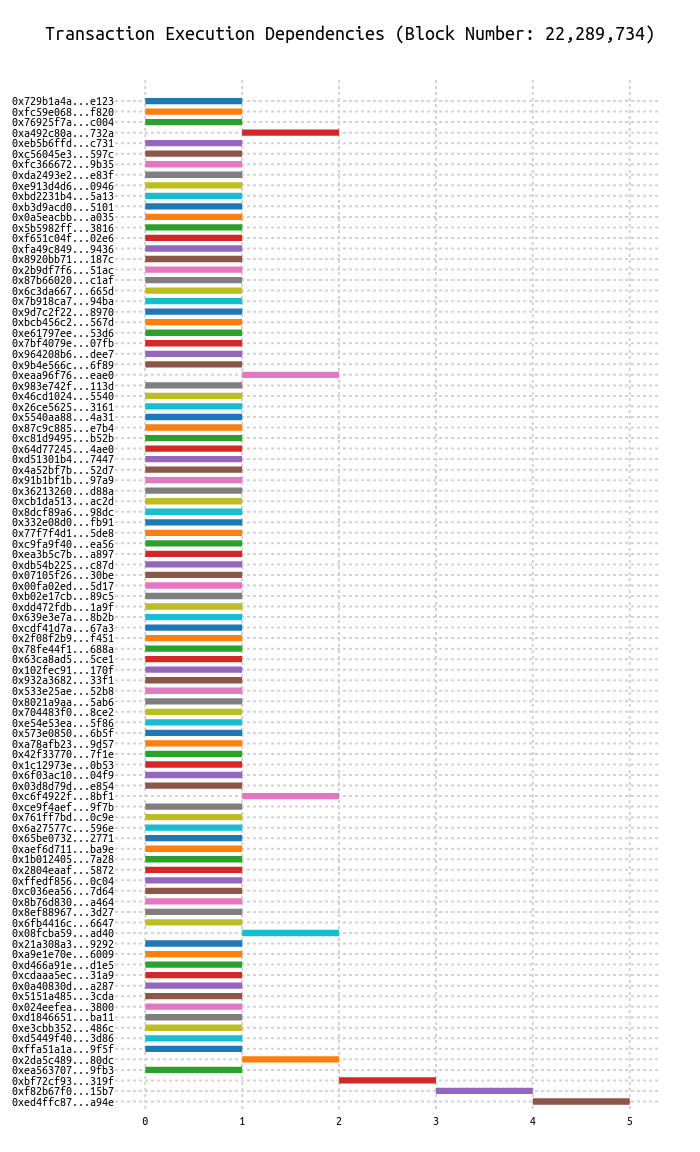 Transaction Execution Dependencies (Block Number: 22,289,734)
0x729b1a4a...e123
0xfc59e068...f820
0x76925f7a...c004
0xa492c80a...732a
0xeb5b6ffd...c731
0xc56045e3...597c
0xfc366672...9b35
0xda2493e2...e83f
0xe913d4d6...0946
0xbd2231b4...5a13
0xb3d9acd0...5101
0x0a5eacbb...a035
0x5b5982ff...3816
0xf651c04f...02e6
0xfa49c849...9436
0x8920bb71...187c
0x2b9df7f6...51ac
0x87b66020...c1af
0x6c3da667...665d
0x7b918ca7...94ba
0x9d7c2f22...8970
0xbcb456c2...567d
0xe61797ee...53d6
0x7bf4079e...07fb
0x964208b6...dee7
0x9b4e566c...6f89
0xeaa96f76...eae0
0x983e742f...113d
0x46cd1024...5540
0x26ce5625...3161
0x5540aa88...4a31
0x87c9c885...e7b4
0xc81d9495...b52b
0x64d77245...4ae0
0xd51301b4...7447
0x4a52bf7b...52d7
0x91b1bf1b...97a9
0x36213260...d88a
0xcb1da513...ac2d
0x8dcf89a6...98dc
0x332e08d0...fb91
0x77f7f4d1...5de8
0xc9fa9f40...ea56
0xea3b5c7b...a897
0xdb54b225...c87d
0x07105f26...30be
0x00fa02ed...5d17
0xb02e17cb...89c5
0xdd472fdb...1a9f
0x639e3e7a...8b2b
0xcdf41d7a...67a3
0x2f08f2b9...f451
0x78fe44f1...688a
0x63ca8ad5...5ce1
0x102fec91...170f
0x932a3682...33f1
0x533e25ae...52b8
0x8021a9aa...5ab6
0x704483f0...8ce2
0xe54e53ea...5f86
0x573e0850...6b5f
0xa78afb23...9d57
0x42f33770...7f1e
0x1c12973e...0b53
0x6f03ac10...04f9
0x03d8d79d...e854
0xc6f4922f...8bf1
0xce9f4aef...9f7b
0x761ff7bd...0c9e
0x6a27577c...596e
0x65be0732...2771
0xaef6d711...ba9e
0x1b012405...7a28
0x2804eaaf...5872
0xffedf856...0c04
0xc036ea56...7d64
0x8b76d830...a464
0x8ef88967...3d27
0x6fb4416c...6647
0x08fcba59...ad40
0x21a308a3...9292
0xa9e1e70e...6009
0xd466a91e...d1e5
0xcdaaa5ec...31a9
0x0a40830d...a287
0x5151a485...3cda
0x024eefea...3800
0xd1846651...ba11
0xe3cbb352...486c
0xd5449f40...3d86
0xffa51a1a...9f5f
0x2da5c489...80dc
0xea563707...9fb3
0xbf72cf93...319f
0xf82b67f0...15b7
0xed4ffc87...a94e
0 1 2 3 4 5